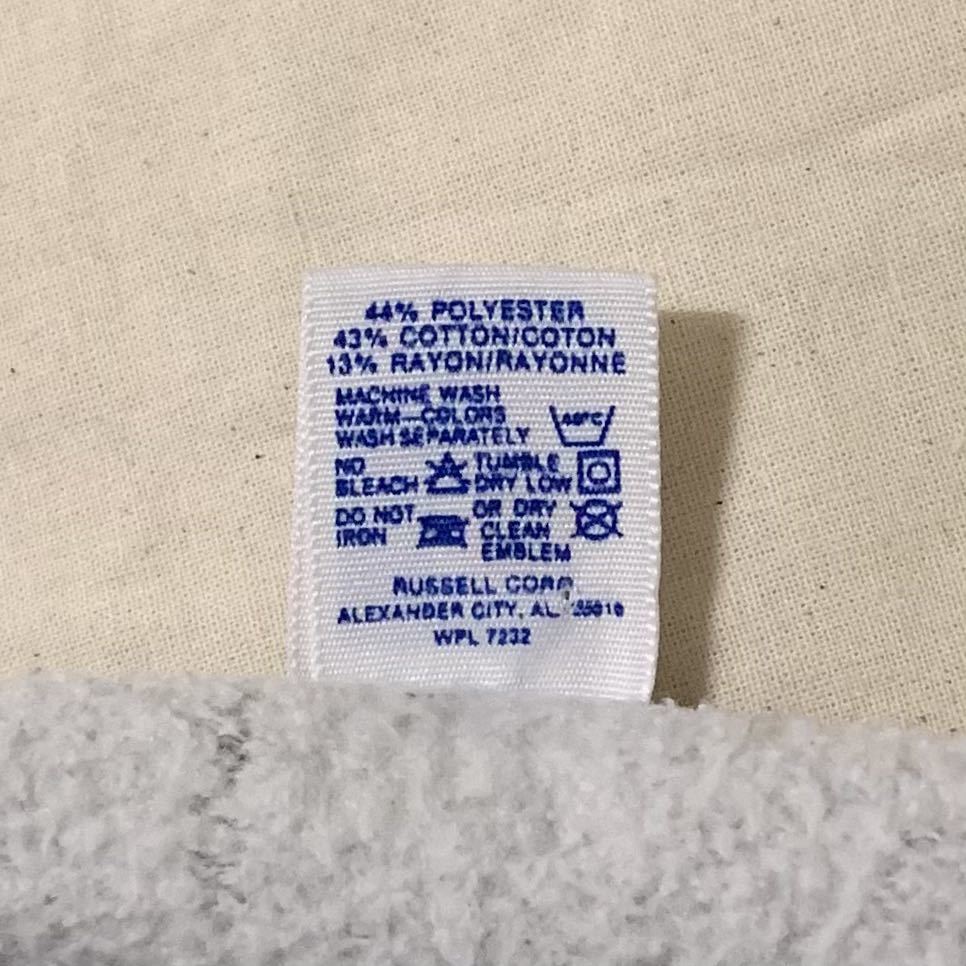 44% POLYESTER
43% COTTON/COTON
13% RAYON/RAYONNE
MACHINE WASH
WARM—COLORS
WASH SEPARATELY
40°C
NO
BLEACH
TUMBLE
DRY LOW
DO NOT
IRON
OR DRY
CLEAN
EMBLEM
RUSSELL CORP.
ALEXANDER CITY, AL
WPL 7232